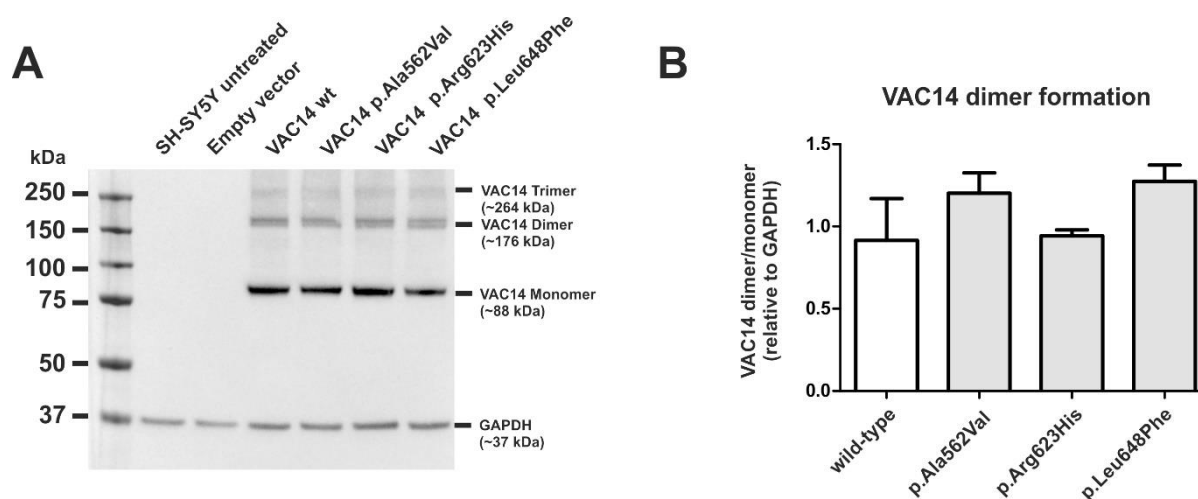 A
SH-SY5Y untreated
Empty vector
VAC14 wt
VAC14 p.Ala562Val
VAC14 p.Arg623His
VAC14 p.Leu648Phe
kDa
250
150
100
75
50
37
VAC14 Trimer
(~264 kDa)
VAC14 Dimer
(~176 kDa)
VAC14 Monomer
(~88 kDa)
GAPDH
(~37 kDa)
B
VAC14 dimer formation
VAC14 dimer/monomer
(relative to GAPDH)
1.5
1.0
0.5
0.0
wild-type
p.Ala562Val
p.Arg623His
p.Leu648Phe